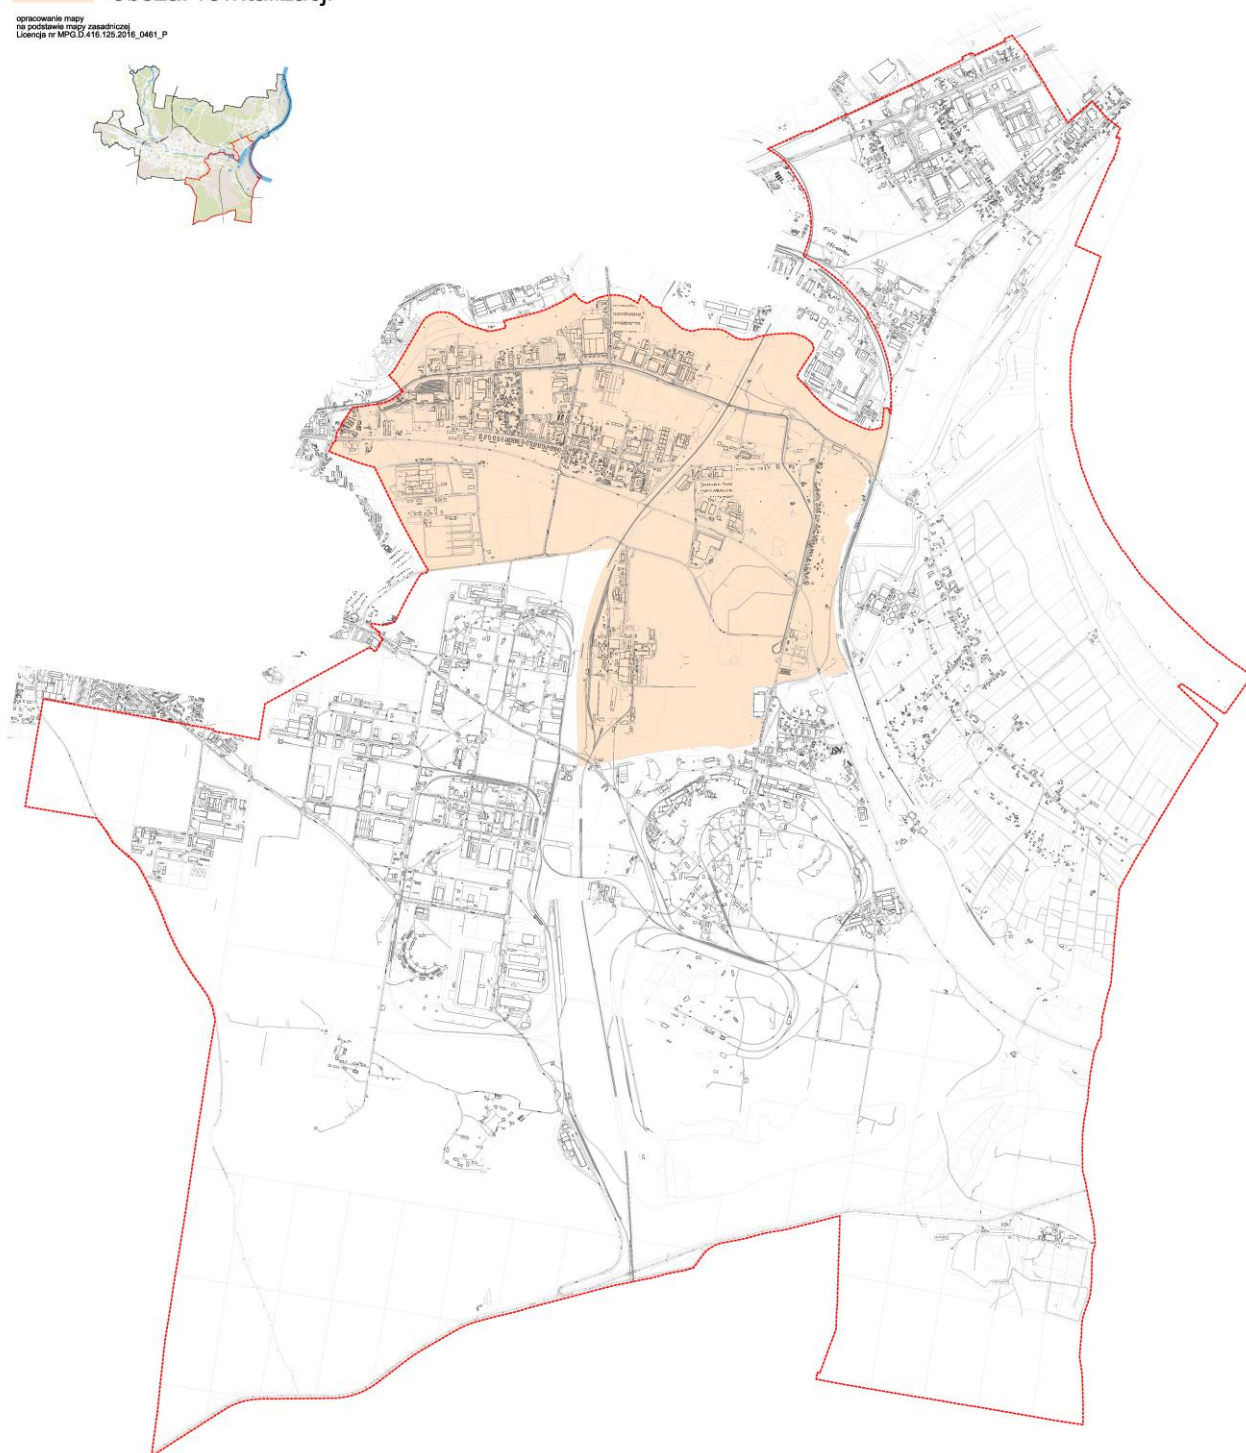 obszar rewitalizacji
opracowanie mapy
na podstawie mapy zasadniczej
Licencja nr MPG.D.416.125.2016_0461_P